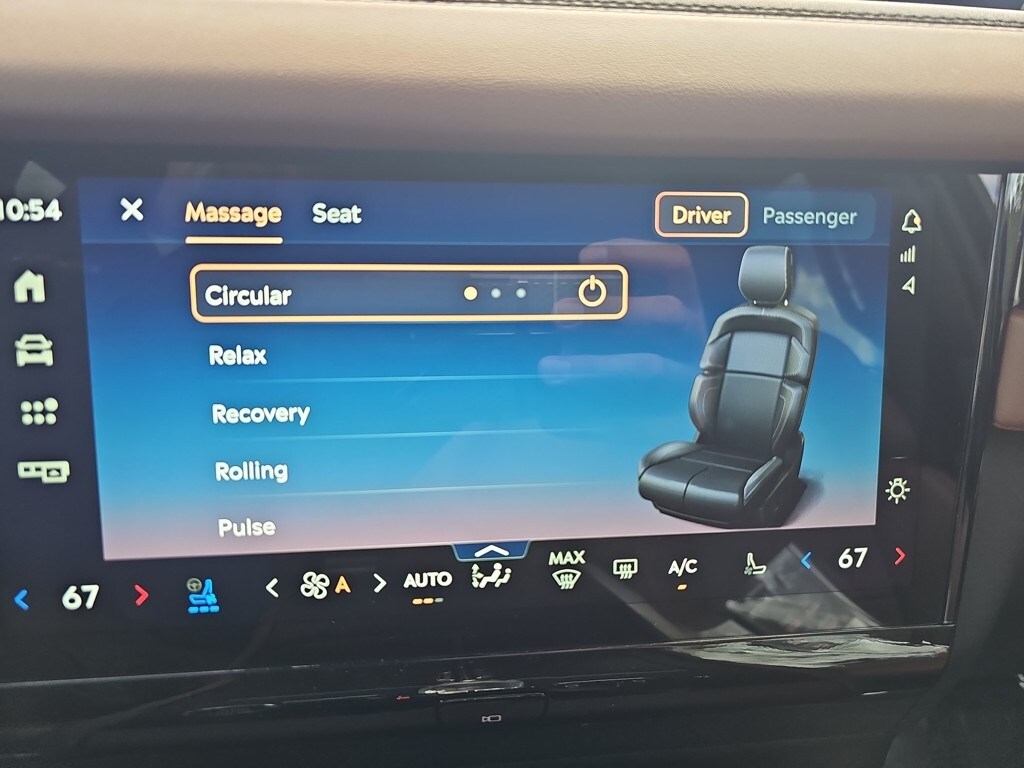 10:54
Massage Seat Driver Passenger
Circular
Relax
Recovery
Rolling
Pulse
67 A AUTO MAX A/C 67